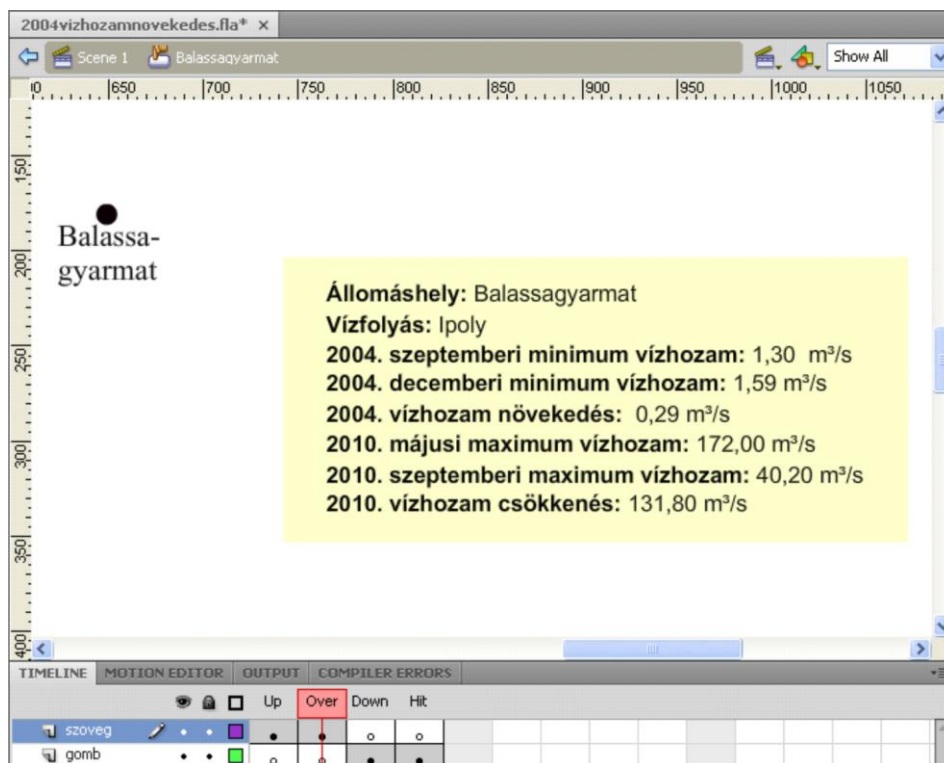 2004vizhozamnovekedes.fla* ×
Scene 1 Balassagyarmat Show All
650 700 750 800 850 900 950 1000 1050
150
200
250
300
350
400
Balassa-
gyarmat
Állomáshely: Balassagyarmat
Vízfolyás: Ipoly
2004. szeptemberi minimum vízhozam: 1,30 m³/s
2004. decemberi minimum vízhozam: 1,59 m³/s
2004. vízhozam növekedés: 0,29 m³/s
2010. májusi maximum vízhozam: 172,00 m³/s
2010. szeptemberi maximum vízhozam: 40,20 m³/s
2010. vízhozam csökkenés: 131,80 m³/s
TIMELINE MOTION EDITOR OUTPUT COMPILER ERRORS
Up Over Down Hit
szoveg
gomb